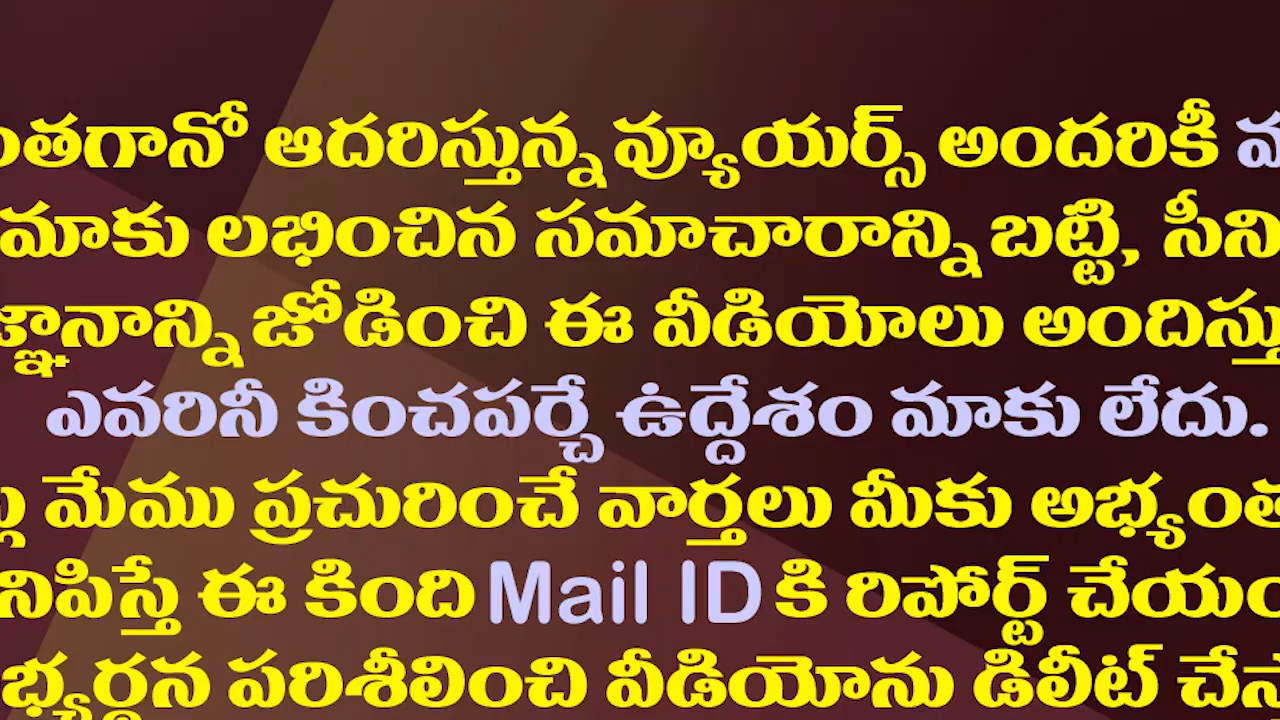 ఆదరిస్తున్న వ్యూయర్స్ అందరికీ
మాకు లభించిన సమాచారాన్ని బట్టి,
జోడించి ఈ వీడియోలు
ఎవరినీ కించపర్చే ఉద్దేశం మాకు లేదు.
మేము ప్రచురించే వార్తలు మీకు
ఈ కింది Mail ID కి రిపోర్ట్
పరిశీలించి వీడియోను డిలీట్